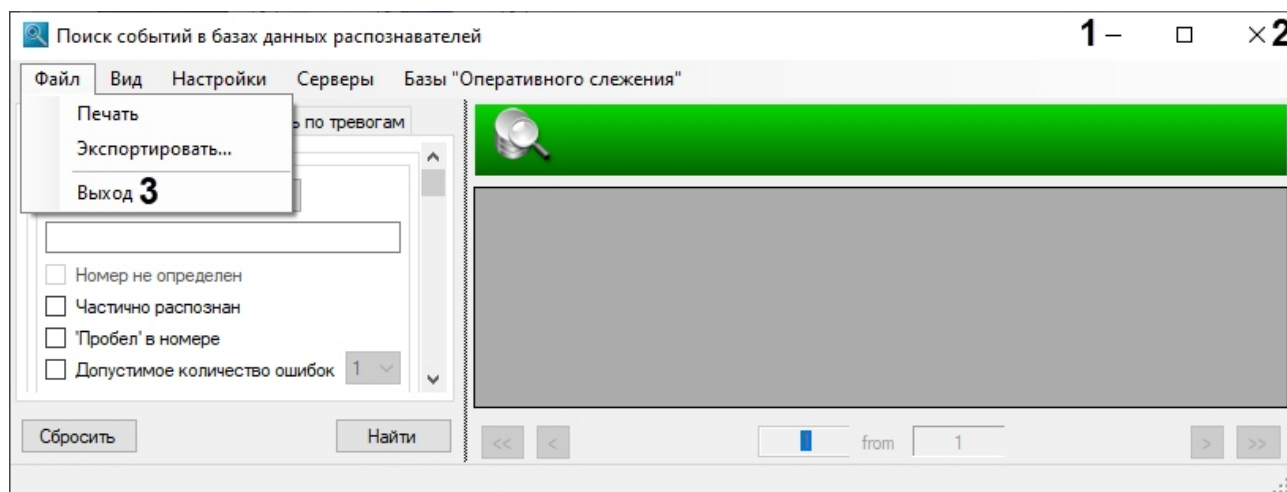 Поиск событий в базах данных распознавателей
1
2
Файл Вид Настройки Серверы Базы "Оперативного слежения"
Печать
по тревогам
Экспортировать...
Выход 3
Номер не определен
Частично распознан
'Пробел' в номере
Допустимое количество ошибок 1
Сбросить Найти << < 1 from 1 > >>